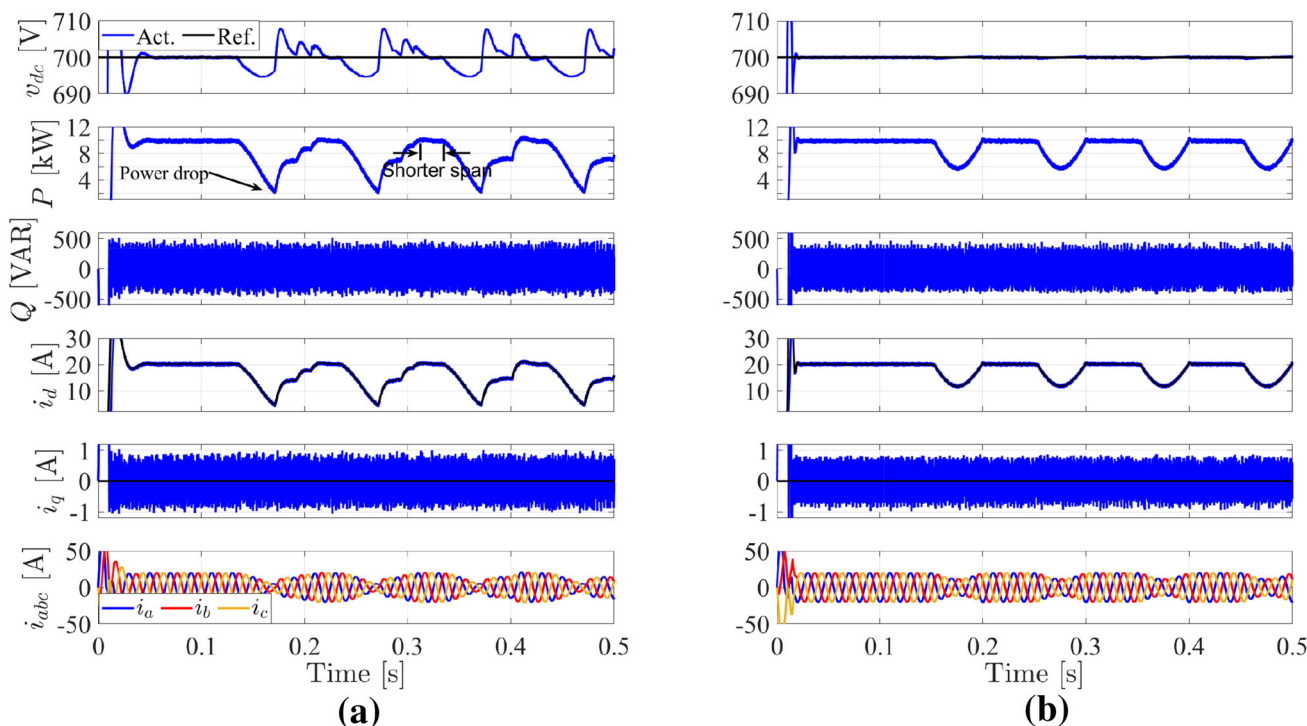 710
700
690
v_dc [V]
Act. Ref.
12
8
4
P [kW]
Power drop
Shorter span
500
0
-500
Q [VAR]
30
20
10
i_d [A]
1
0
-1
i_q [A]
50
0
-50
i_abc [A]
i_a i_b i_c
0 0.1 0.2 0.3 0.4 0.5
Time [s]
(a)
710
700
690
12
8
4
500
0
-500
30
20
10
1
0
-1
50
0
-50
0 0.1 0.2 0.3 0.4 0.5
Time [s]
(b)